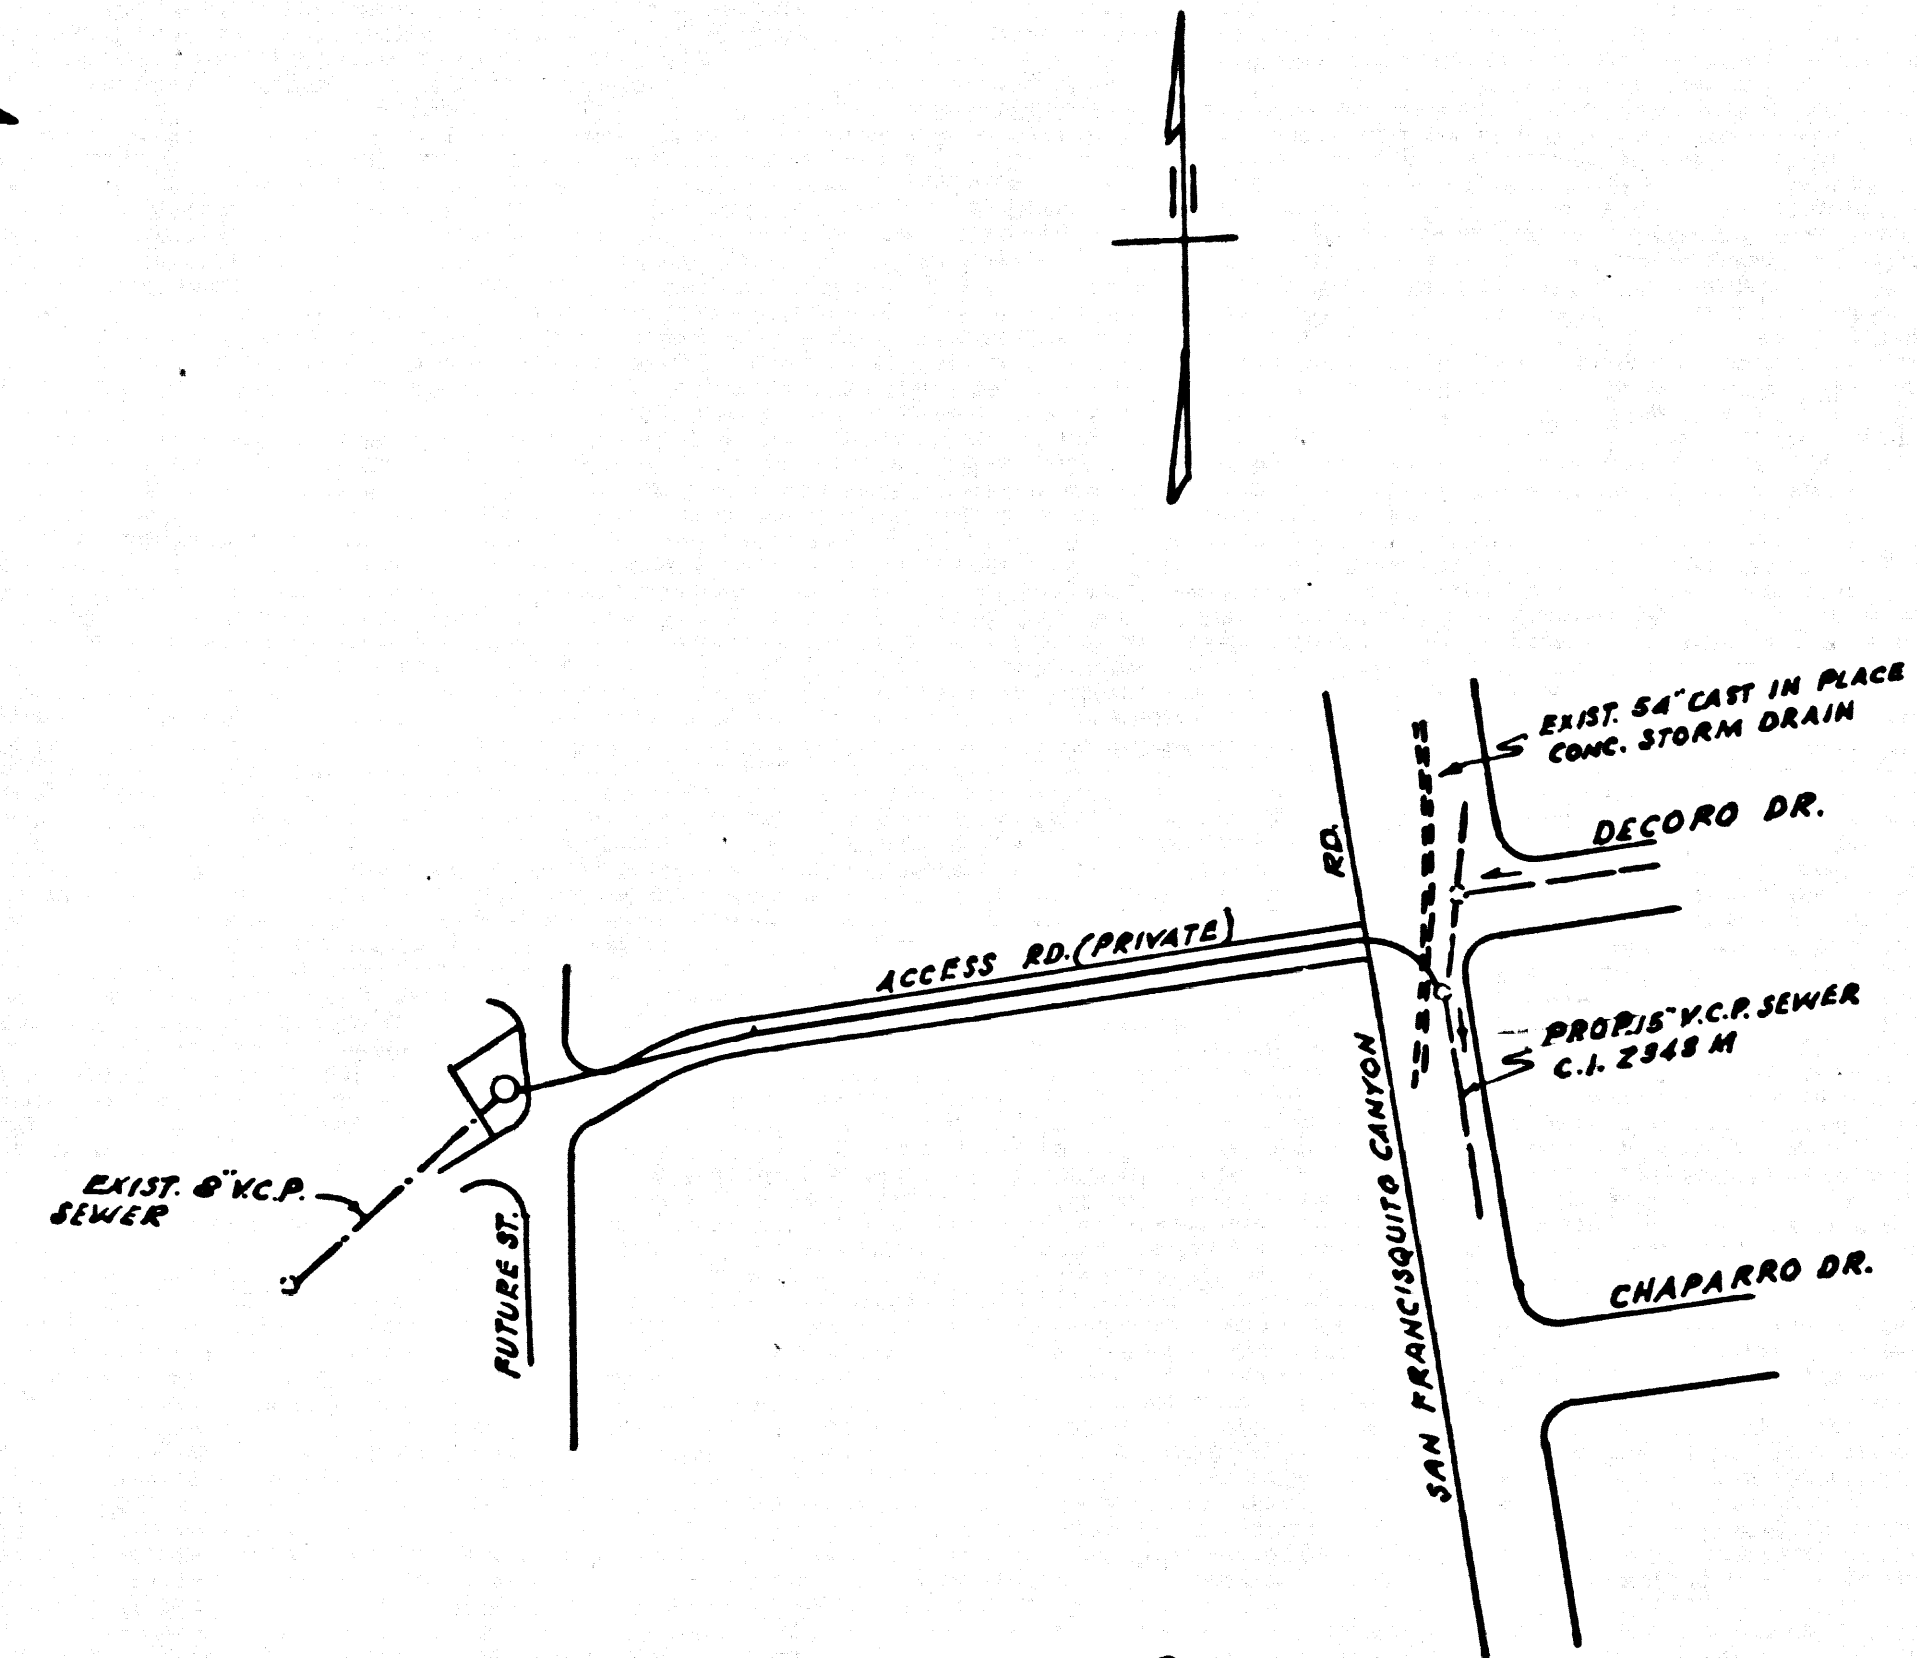 EXIST. 54" CAST IN PLACE
CONC. STORM DRAIN
DECORO DR.
RD.
ACCESS RD. (PRIVATE)
PROP. 15" V.C.P. SEWER
C.I. 2348 M
SAN FRANCISQUITO CANYON
EXIST. 8" V.C.P.
SEWER
FUTURE ST.
CHAPARRO DR.